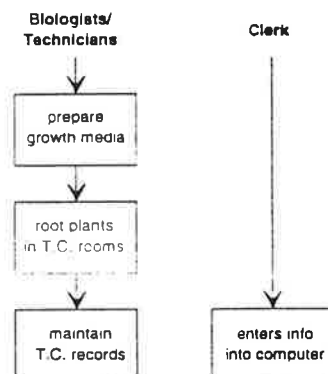 Biologists/
Technicians
prepare
growth media
root plants
in T.C. rooms
maintain
T.C. records
Clerk
enters info
into computer